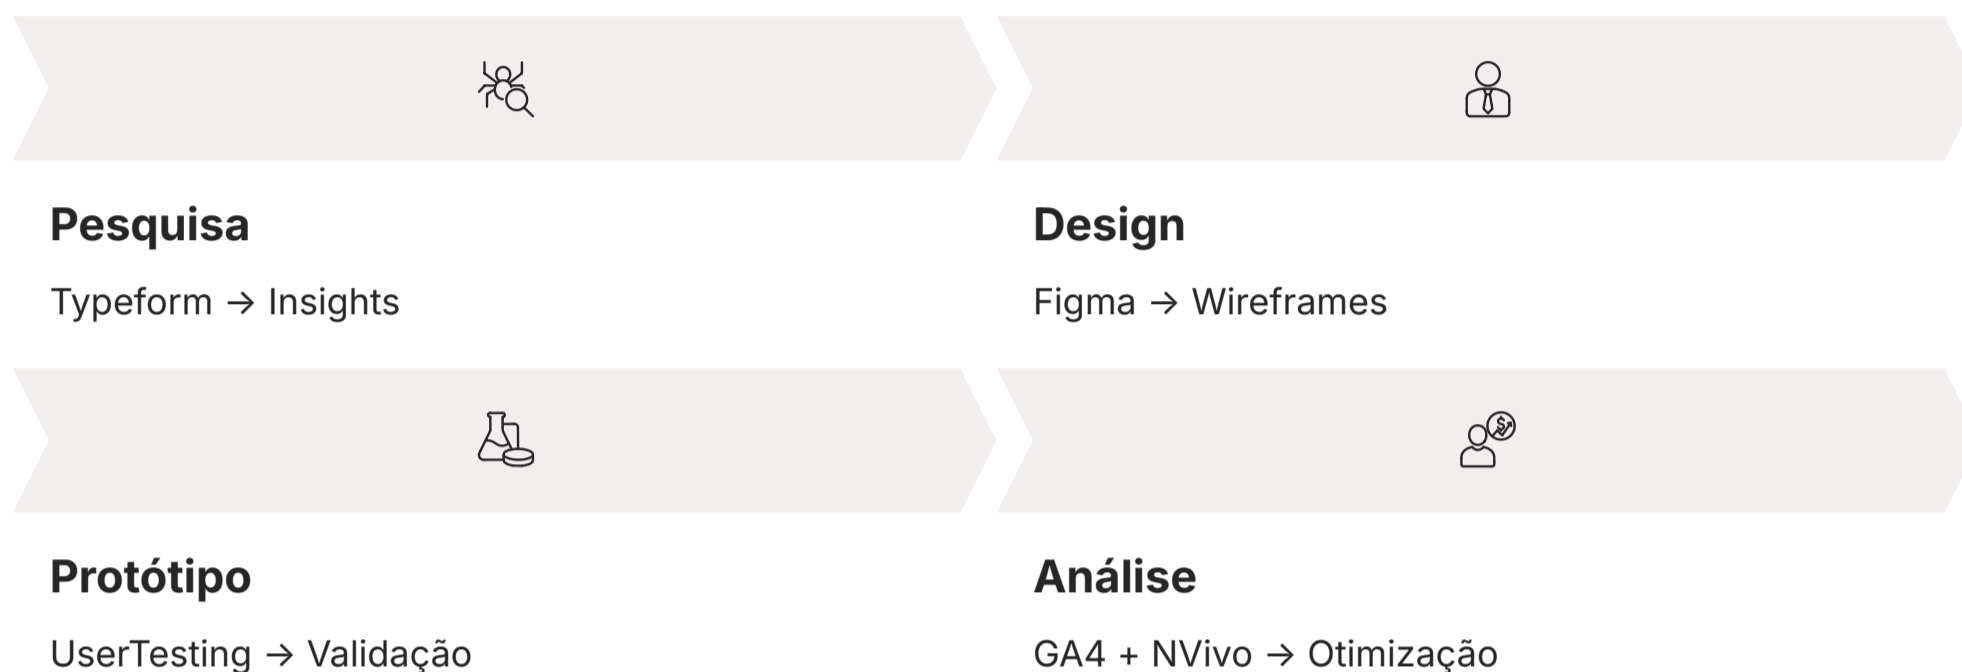 Pesquisa
Typeform → Insights
Design
Figma → Wireframes
Protótipo
UserTesting → Validação
Análise
GA4 + NVivo → Otimização